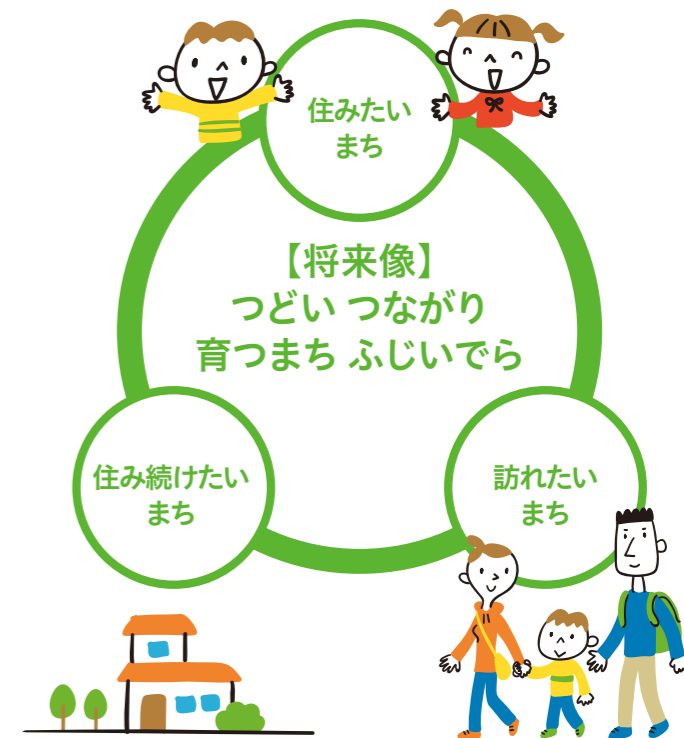 住みたい
まち
【将来像】
つどい つながり
育つまち ふじいでら
住み続けたい
まち
訪れたい
まち